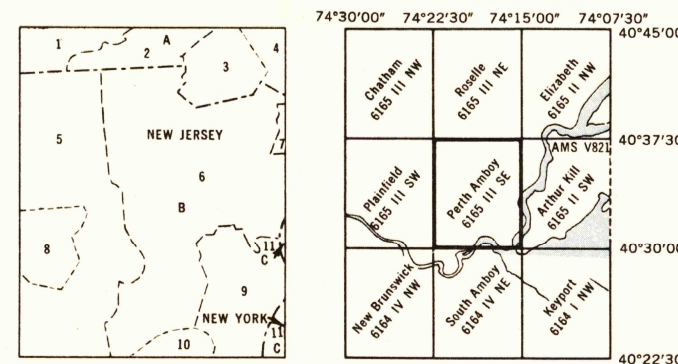 1
A
2
3
4
5
NEW JERSEY
6
B
8
11
C
9
NEW YORK
10
11
C
74°30'00" 74°22'30" 74°15'00" 74°07'30"
40°45'00"
Chatham
6165 III NW
Roselle
6165 III NE
Elizabeth
6165 II NW
40°37'30"
AMS V821
Plainfield
6165 III SW
Perth Amboy
6165 III SE
Arthur Kill
6165 II SW
40°30'00"
New Brunswick
6164 IV NW
South Amboy
6164 IV NE
Keyport
6164 I NW
40°22'30"